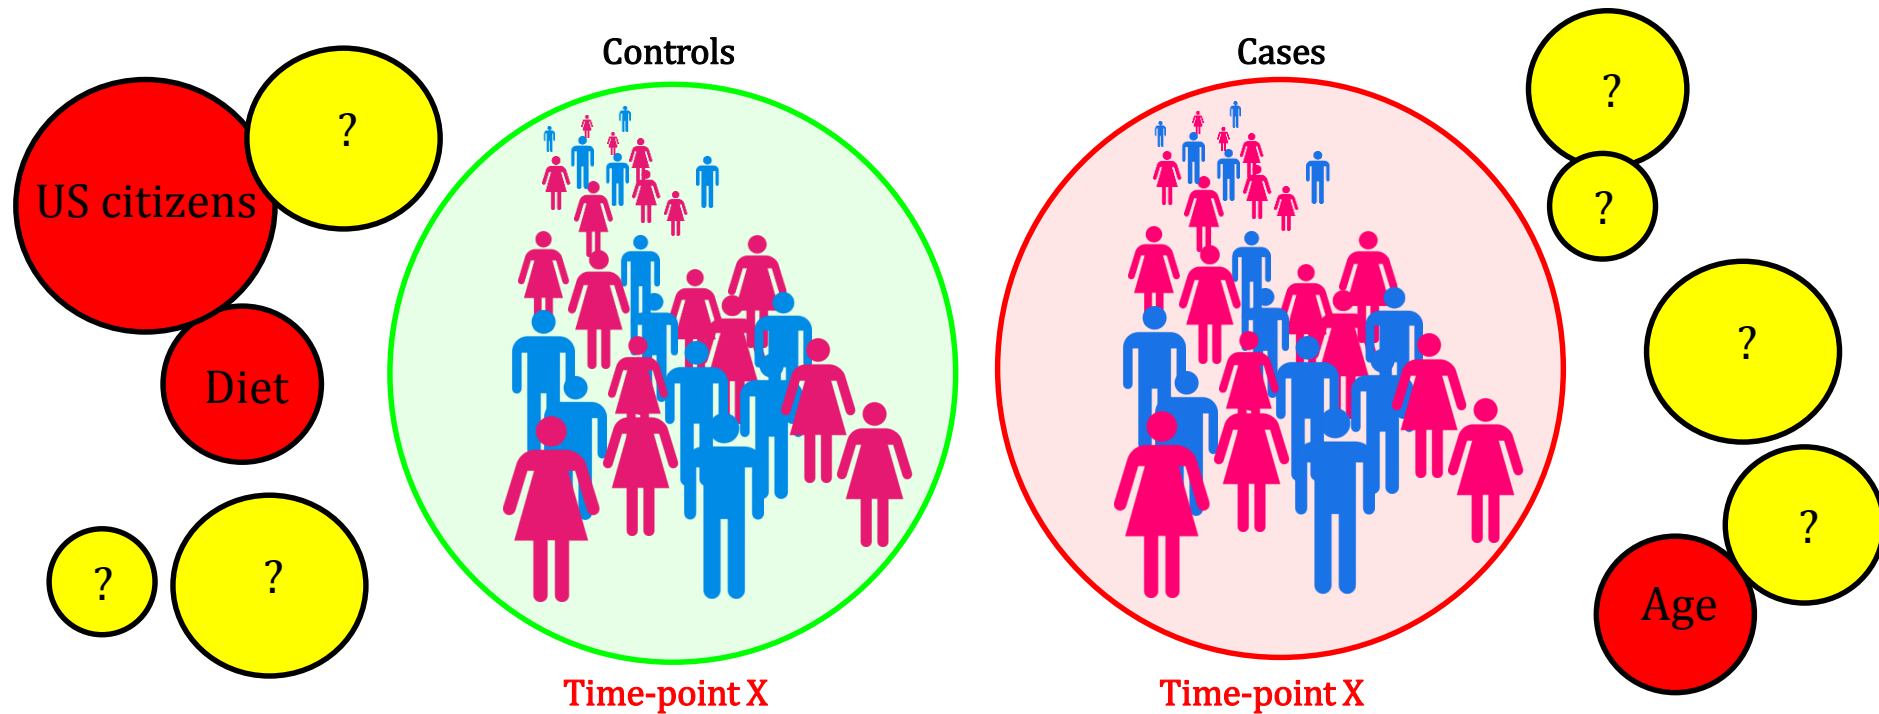 Controls
Cases
?
?
US citizens
?
?
Diet
?
?
?
Age
Time-point X
Time-point X